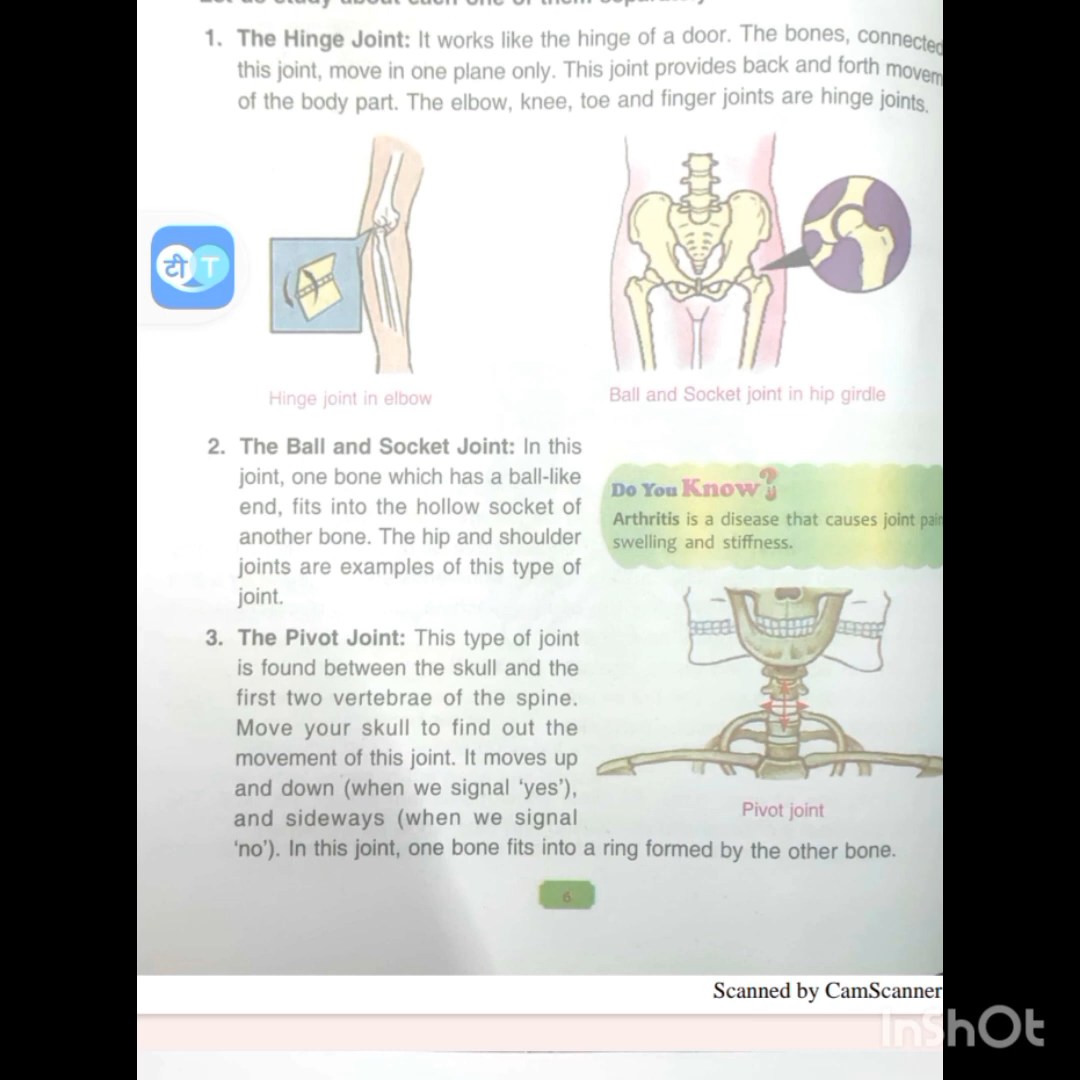 1. The Hinge Joint: It works like the hinge of a door. The bones, connected
this joint, move in one plane only. This joint provides back and forth movem
of the body part. The elbow, knee, toe and finger joints are hinge joints.
टी T
Hinge joint in elbow
Ball and Socket joint in hip girdle
2. The Ball and Socket Joint: In this
joint, one bone which has a ball-like
end, fits into the hollow socket of
another bone. The hip and shoulder
joints are examples of this type of
joint.
Do You Know?
Arthritis is a disease that causes joint pain
swelling and stiffness.
3. The Pivot Joint: This type of joint
is found between the skull and the
first two vertebrae of the spine.
Move your skull to find out the
movement of this joint. It moves up
and down (when we signal ‘yes’),
and sideways (when we signal
‘no’). In this joint, one bone fits into a ring formed by the other bone.
Pivot joint
6
Scanned by CamScanner
InShOt